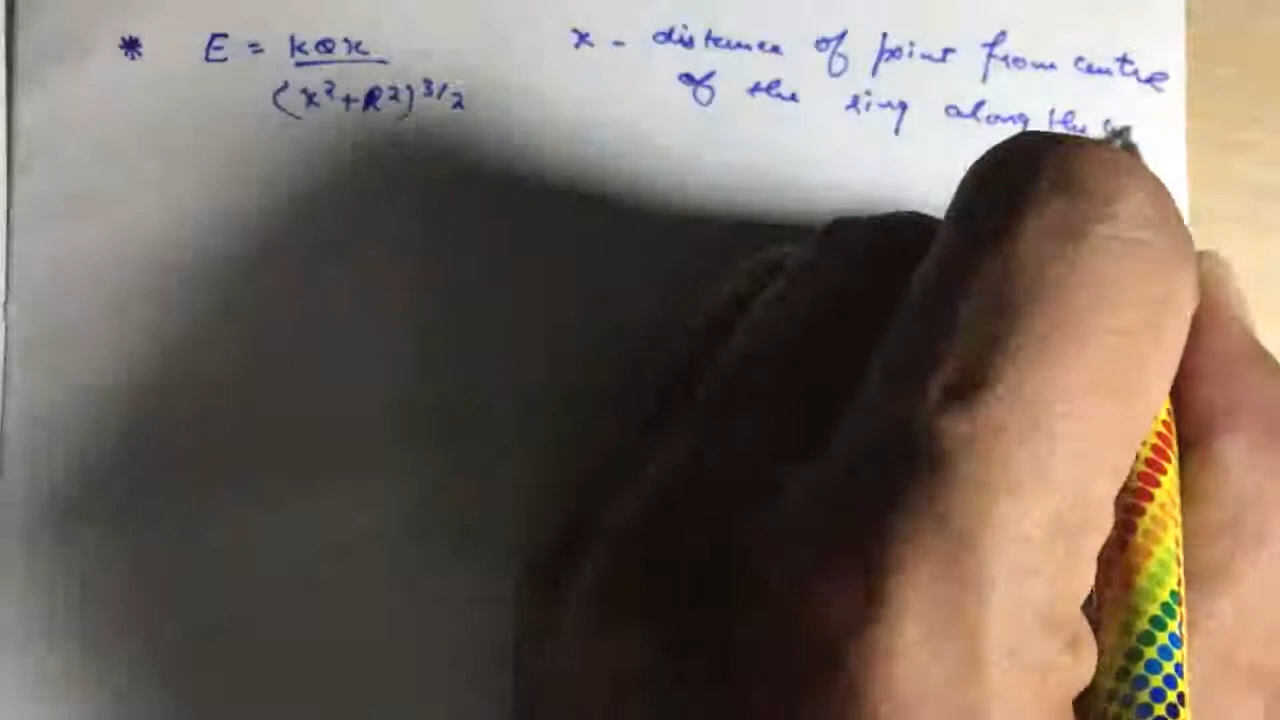 * E = kQx
(x²+R²)^3/2
x - distance of point from centre
of the ring along the